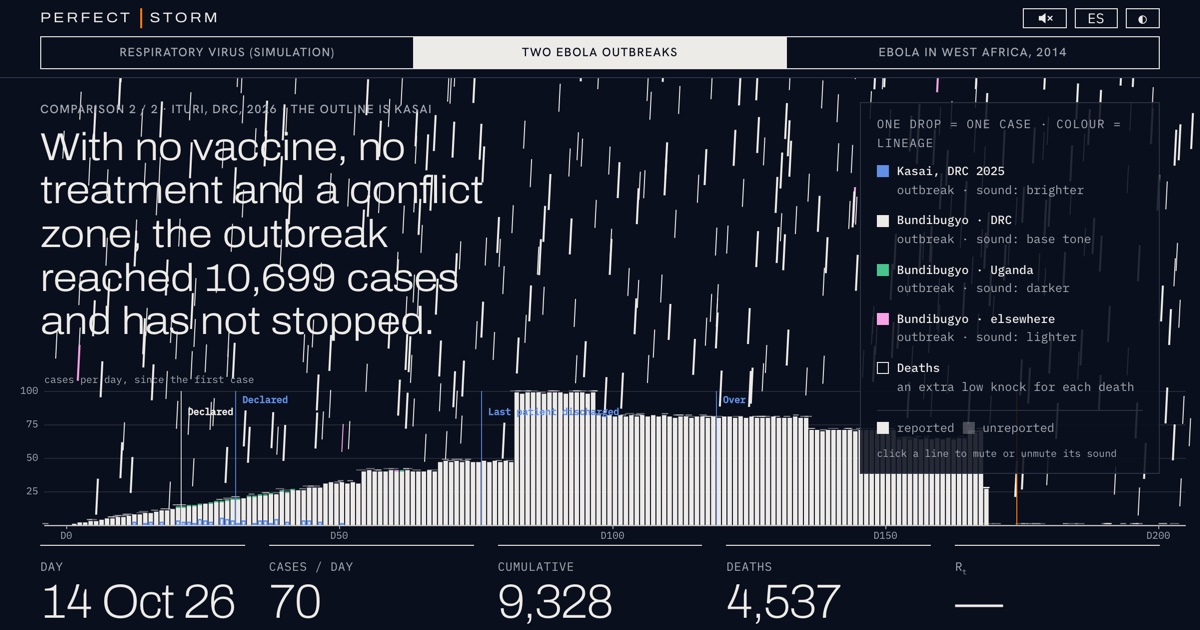 PERFECT STORM
ES
RESPIRATORY VIRUS (SIMULATION)
TWO EBOLA OUTBREAKS
EBOLA IN WEST AFRICA, 2014
COMPARISON 2 / 2 · ITURI, DRC, 2026 · THE OUTLINE IS KASAI
With no vaccine, no
treatment and a conflict
zone, the outbreak
reached 10,699 cases
and has not stopped.
ONE DROP = ONE CASE · COLOUR =
LINEAGE
Kasai, DRC 2025
outbreak · sound: brighter
Bundibugyo · DRC
outbreak · sound: base tone
Bundibugyo · Uganda
outbreak · sound: darker
Bundibugyo · elsewhere
outbreak · sound: lighter
Deaths
an extra low knock for each death
reported unreported
click a line to mute or unmute its sound
cases per day, since the first case
100
75
50
25
Declared
Declared
Last patient discharged
Over
D0
D50
D100
D150
D200
DAY
14 Oct 26
CASES / DAY
70
CUMULATIVE
9,328
DEATHS
4,537
Rt
—